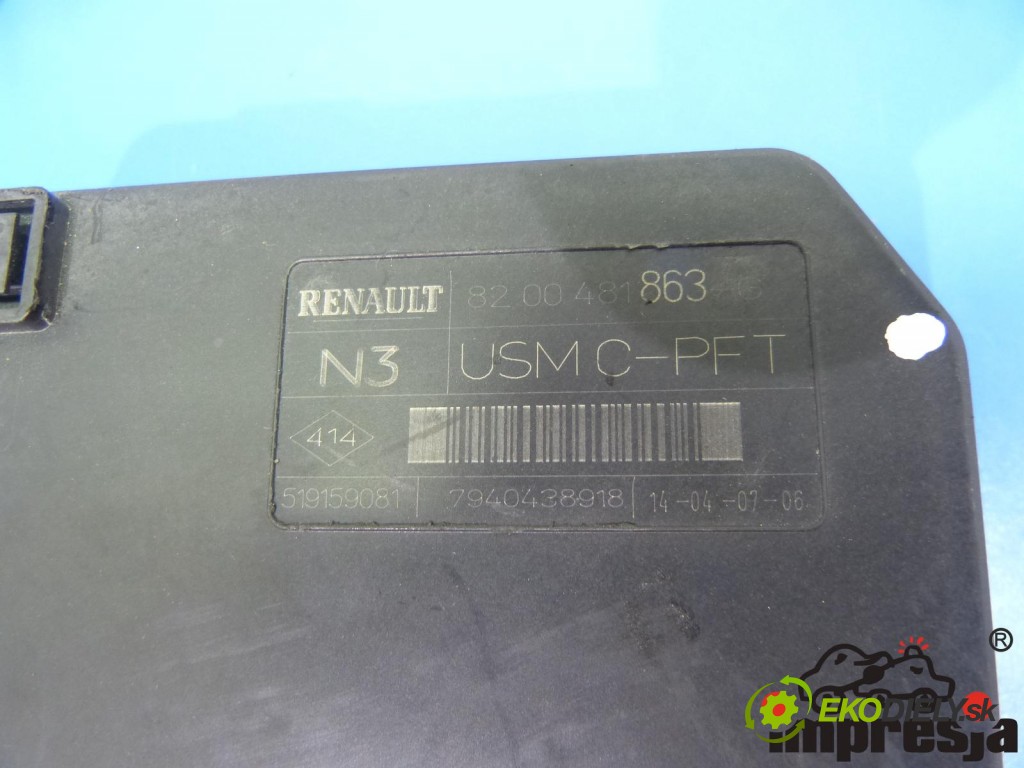 RENAULT 82 00 481 863
N3 USM C-PFT
414
519159081 7940438918 14-04-07-06
®
EKODIELY.sk
impresja